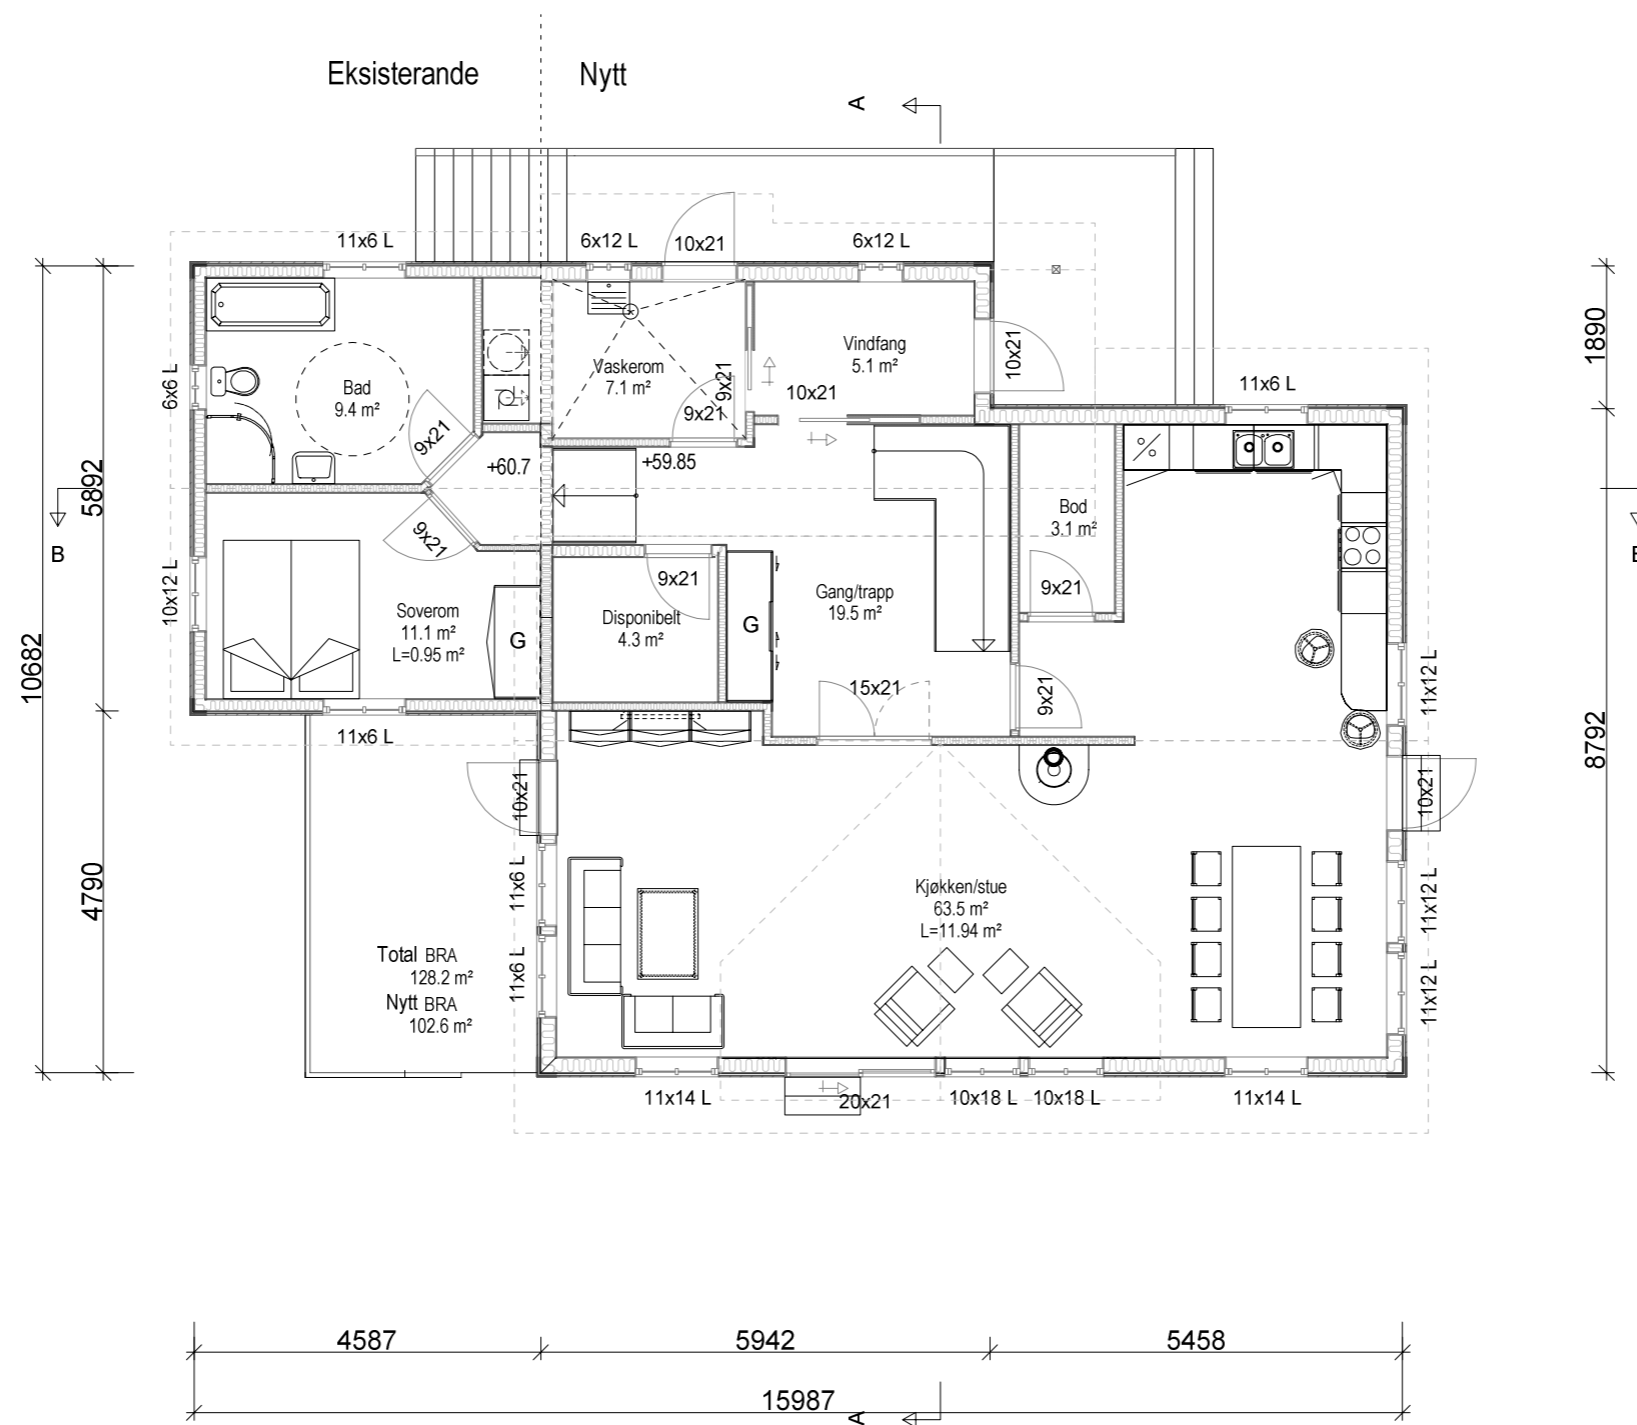 Eksisterande
Nytt
A
11x6 L
6x12 L
10x21
6x12 L
1890
6x6 L
Bad
9.4 m²
Vaskerom
7.1 m²
9x21
9x21
Vindfang
5.1 m²
10x21
10x21
11x6 L
9x21
+60.7
+59.85
5892
B
Bod
3.1 m²
9x21
9x21
10x12 L
Soverom
11.1 m²
L=0.95 m²
G
Disponibelt
4.3 m²
9x21
G
Gang/trapp
19.5 m²
10682
15x21
9x21
11x12 L
8792
11x6 L
10x21
10x21
4790
11x6 L
11x6 L
Kjøkken/stue
63.5 m²
L=11.94 m²
11x12 L
11x12 L
Total BRA
128.2 m²
Nytt BRA
102.6 m²
11x14 L
20x21
10x18 L
10x18 L
11x14 L
4587
5942
5458
15987
A